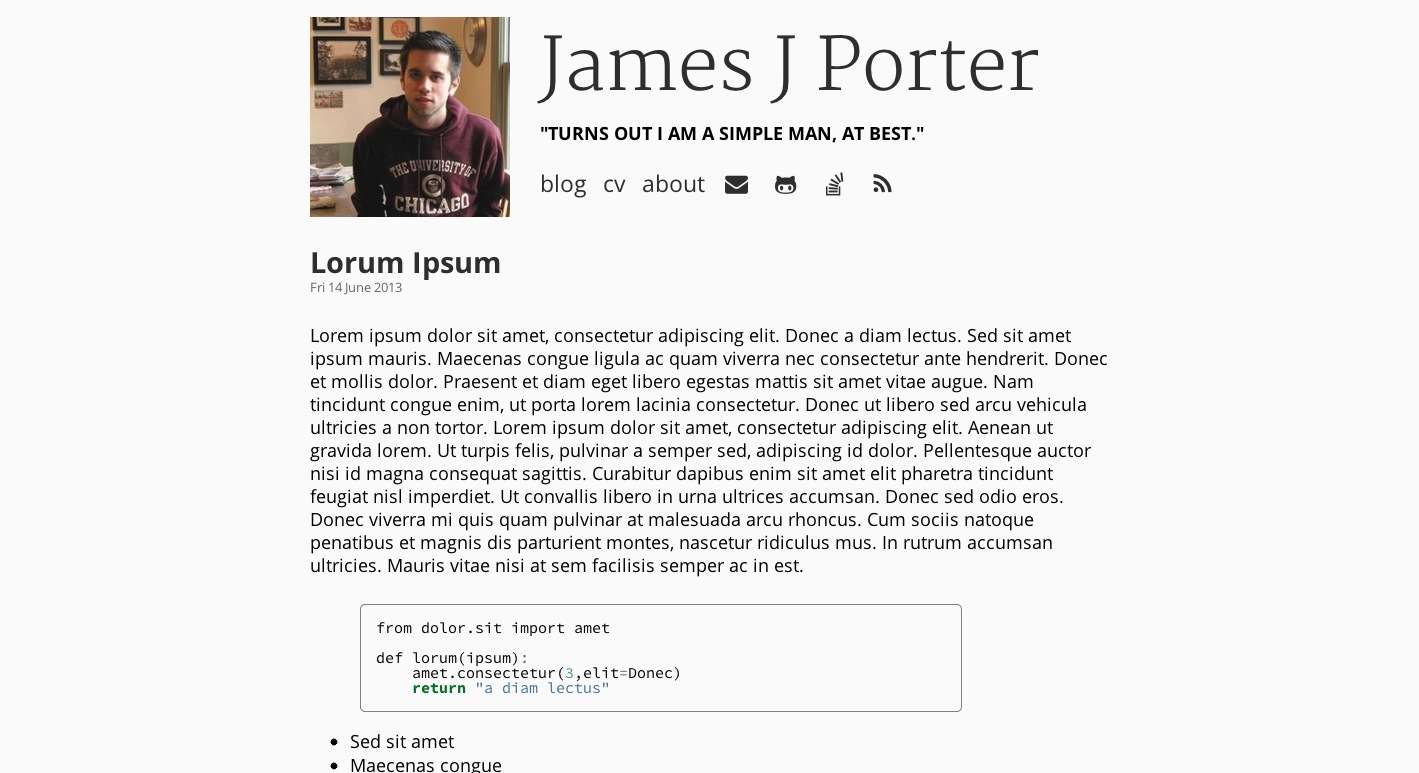 James J Porter
"TURNS OUT I AM A SIMPLE MAN, AT BEST."
THE UNIVERSITY OF
CHICAGO
blog cv about
Lorum Ipsum
Fri 14 June 2013
Lorem ipsum dolor sit amet, consectetur adipiscing elit. Donec a diam lectus. Sed sit amet
ipsum mauris. Maecenas congue ligula ac quam viverra nec consectetur ante hendrerit. Donec
et mollis dolor. Praesent et diam eget libero egestas mattis sit amet vitae augue. Nam
tincidunt congue enim, ut porta lorem lacinia consectetur. Donec ut libero sed arcu vehicula
ultricies a non tortor. Lorem ipsum dolor sit amet, consectetur adipiscing elit. Aenean ut
gravida lorem. Ut turpis felis, pulvinar a semper sed, adipiscing id dolor. Pellentesque auctor
nisi id magna consequat sagittis. Curabitur dapibus enim sit amet elit pharetra tincidunt
feugiat nisl imperdiet. Ut convallis libero in urna ultrices accumsan. Donec sed odio eros.
Donec viverra mi quis quam pulvinar at malesuada arcu rhoncus. Cum sociis natoque
penatibus et magnis dis parturient montes, nascetur ridiculus mus. In rutrum accumsan
ultricies. Mauris vitae nisi at sem facilisis semper ac in est.
from dolor.sit import amet
def lorum(ipsum):
    amet.consectetur(3,elit=Donec)
    return "a diam lectus"
• Sed sit amet
• Maecenas congue